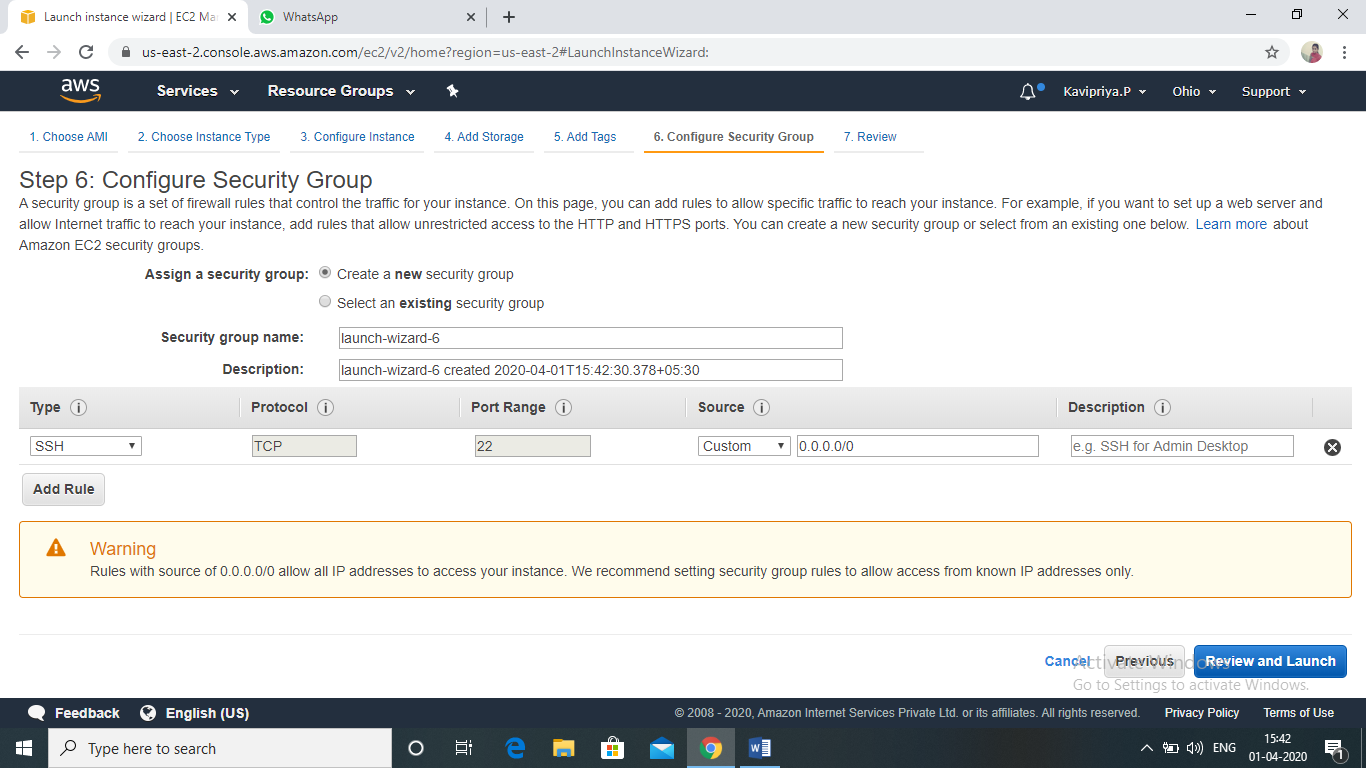 Launch instance wizard | EC2 Ma
WhatsApp
us-east-2.console.aws.amazon.com/ec2/v2/home?region=us-east-2#LaunchInstanceWizard:
aws Services Resource Groups Kavipriya.P Ohio Support
1. Choose AMI 2. Choose Instance Type 3. Configure Instance 4. Add Storage 5. Add Tags 6. Configure Security Group 7. Review
Step 6: Configure Security Group
A security group is a set of firewall rules that control the traffic for your instance. On this page, you can add rules to allow specific traffic to reach your instance. For example, if you want to set up a web server and
allow Internet traffic to reach your instance, add rules that allow unrestricted access to the HTTP and HTTPS ports. You can create a new security group or select from an existing one below. Learn more about
Amazon EC2 security groups.
Assign a security group: Create a new security group
Select an existing security group
Security group name: launch-wizard-6
Description: launch-wizard-6 created 2020-04-01T15:42:30.378+05:30
Type Protocol Port Range Source Description
SSH TCP 22 Custom 0.0.0.0/0 e.g. SSH for Admin Desktop
Add Rule
Warning
Rules with source of 0.0.0.0/0 allow all IP addresses to access your instance. We recommend setting security group rules to allow access from known IP addresses only.
Cancel Previous Review and Launch
Activate Windows
Go to Settings to activate Windows.
Feedback English (US) © 2008 - 2020, Amazon Internet Services Private Ltd. or its affiliates. All rights reserved. Privacy Policy Terms of Use
Type here to search ENG 15:42
01-04-2020 1